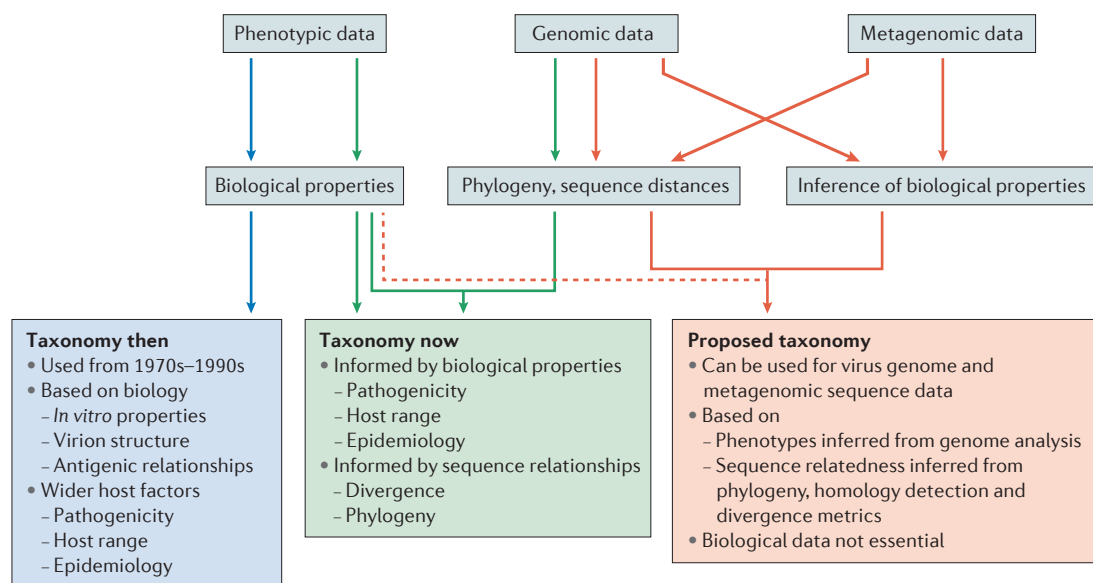 Phenotypic data
Genomic data
Metagenomic data
Biological properties
Phylogeny, sequence distances
Inference of biological properties
Taxonomy then
• Used from 1970s–1990s
• Based on biology
– In vitro properties
– Virion structure
– Antigenic relationships
• Wider host factors
– Pathogenicity
– Host range
– Epidemiology
Taxonomy now
• Informed by biological properties
– Pathogenicity
– Host range
– Epidemiology
• Informed by sequence relationships
– Divergence
– Phylogeny
Proposed taxonomy
• Can be used for virus genome and
metagenomic sequence data
• Based on
– Phenotypes inferred from genome analysis
– Sequence relatedness inferred from
phylogeny, homology detection and
divergence metrics
• Biological data not essential